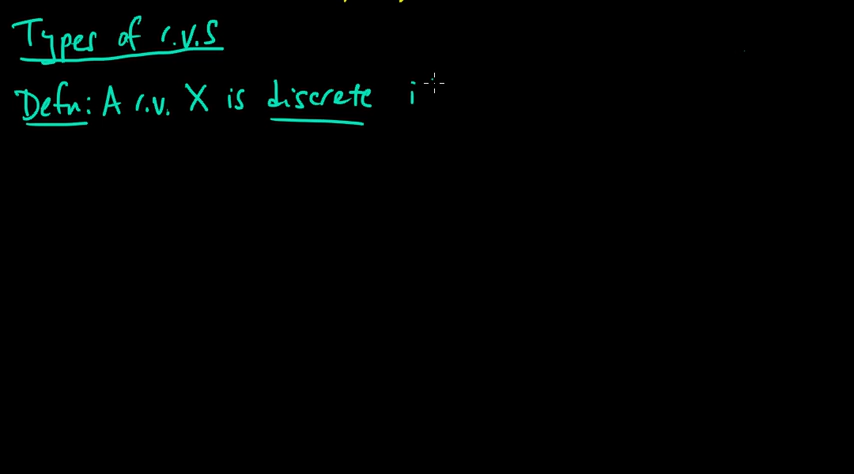 Types of r.v.s
Defn: A r.v. X is discrete i